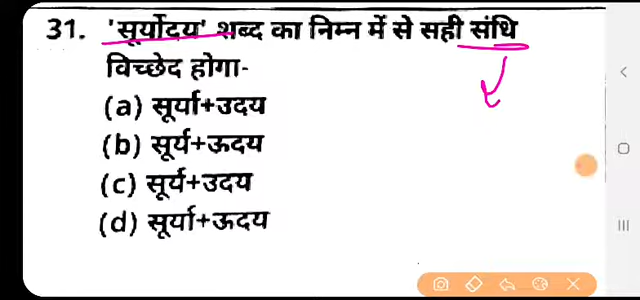 31. 'सूर्योदय' शब्द का निम्न में से सही संधि
विच्छेद होगा-
(a) सूर्या+उदय
(b) सूर्य+ऊदय
(c) सूर्य+उदय
(d) सूर्या+ऊदय